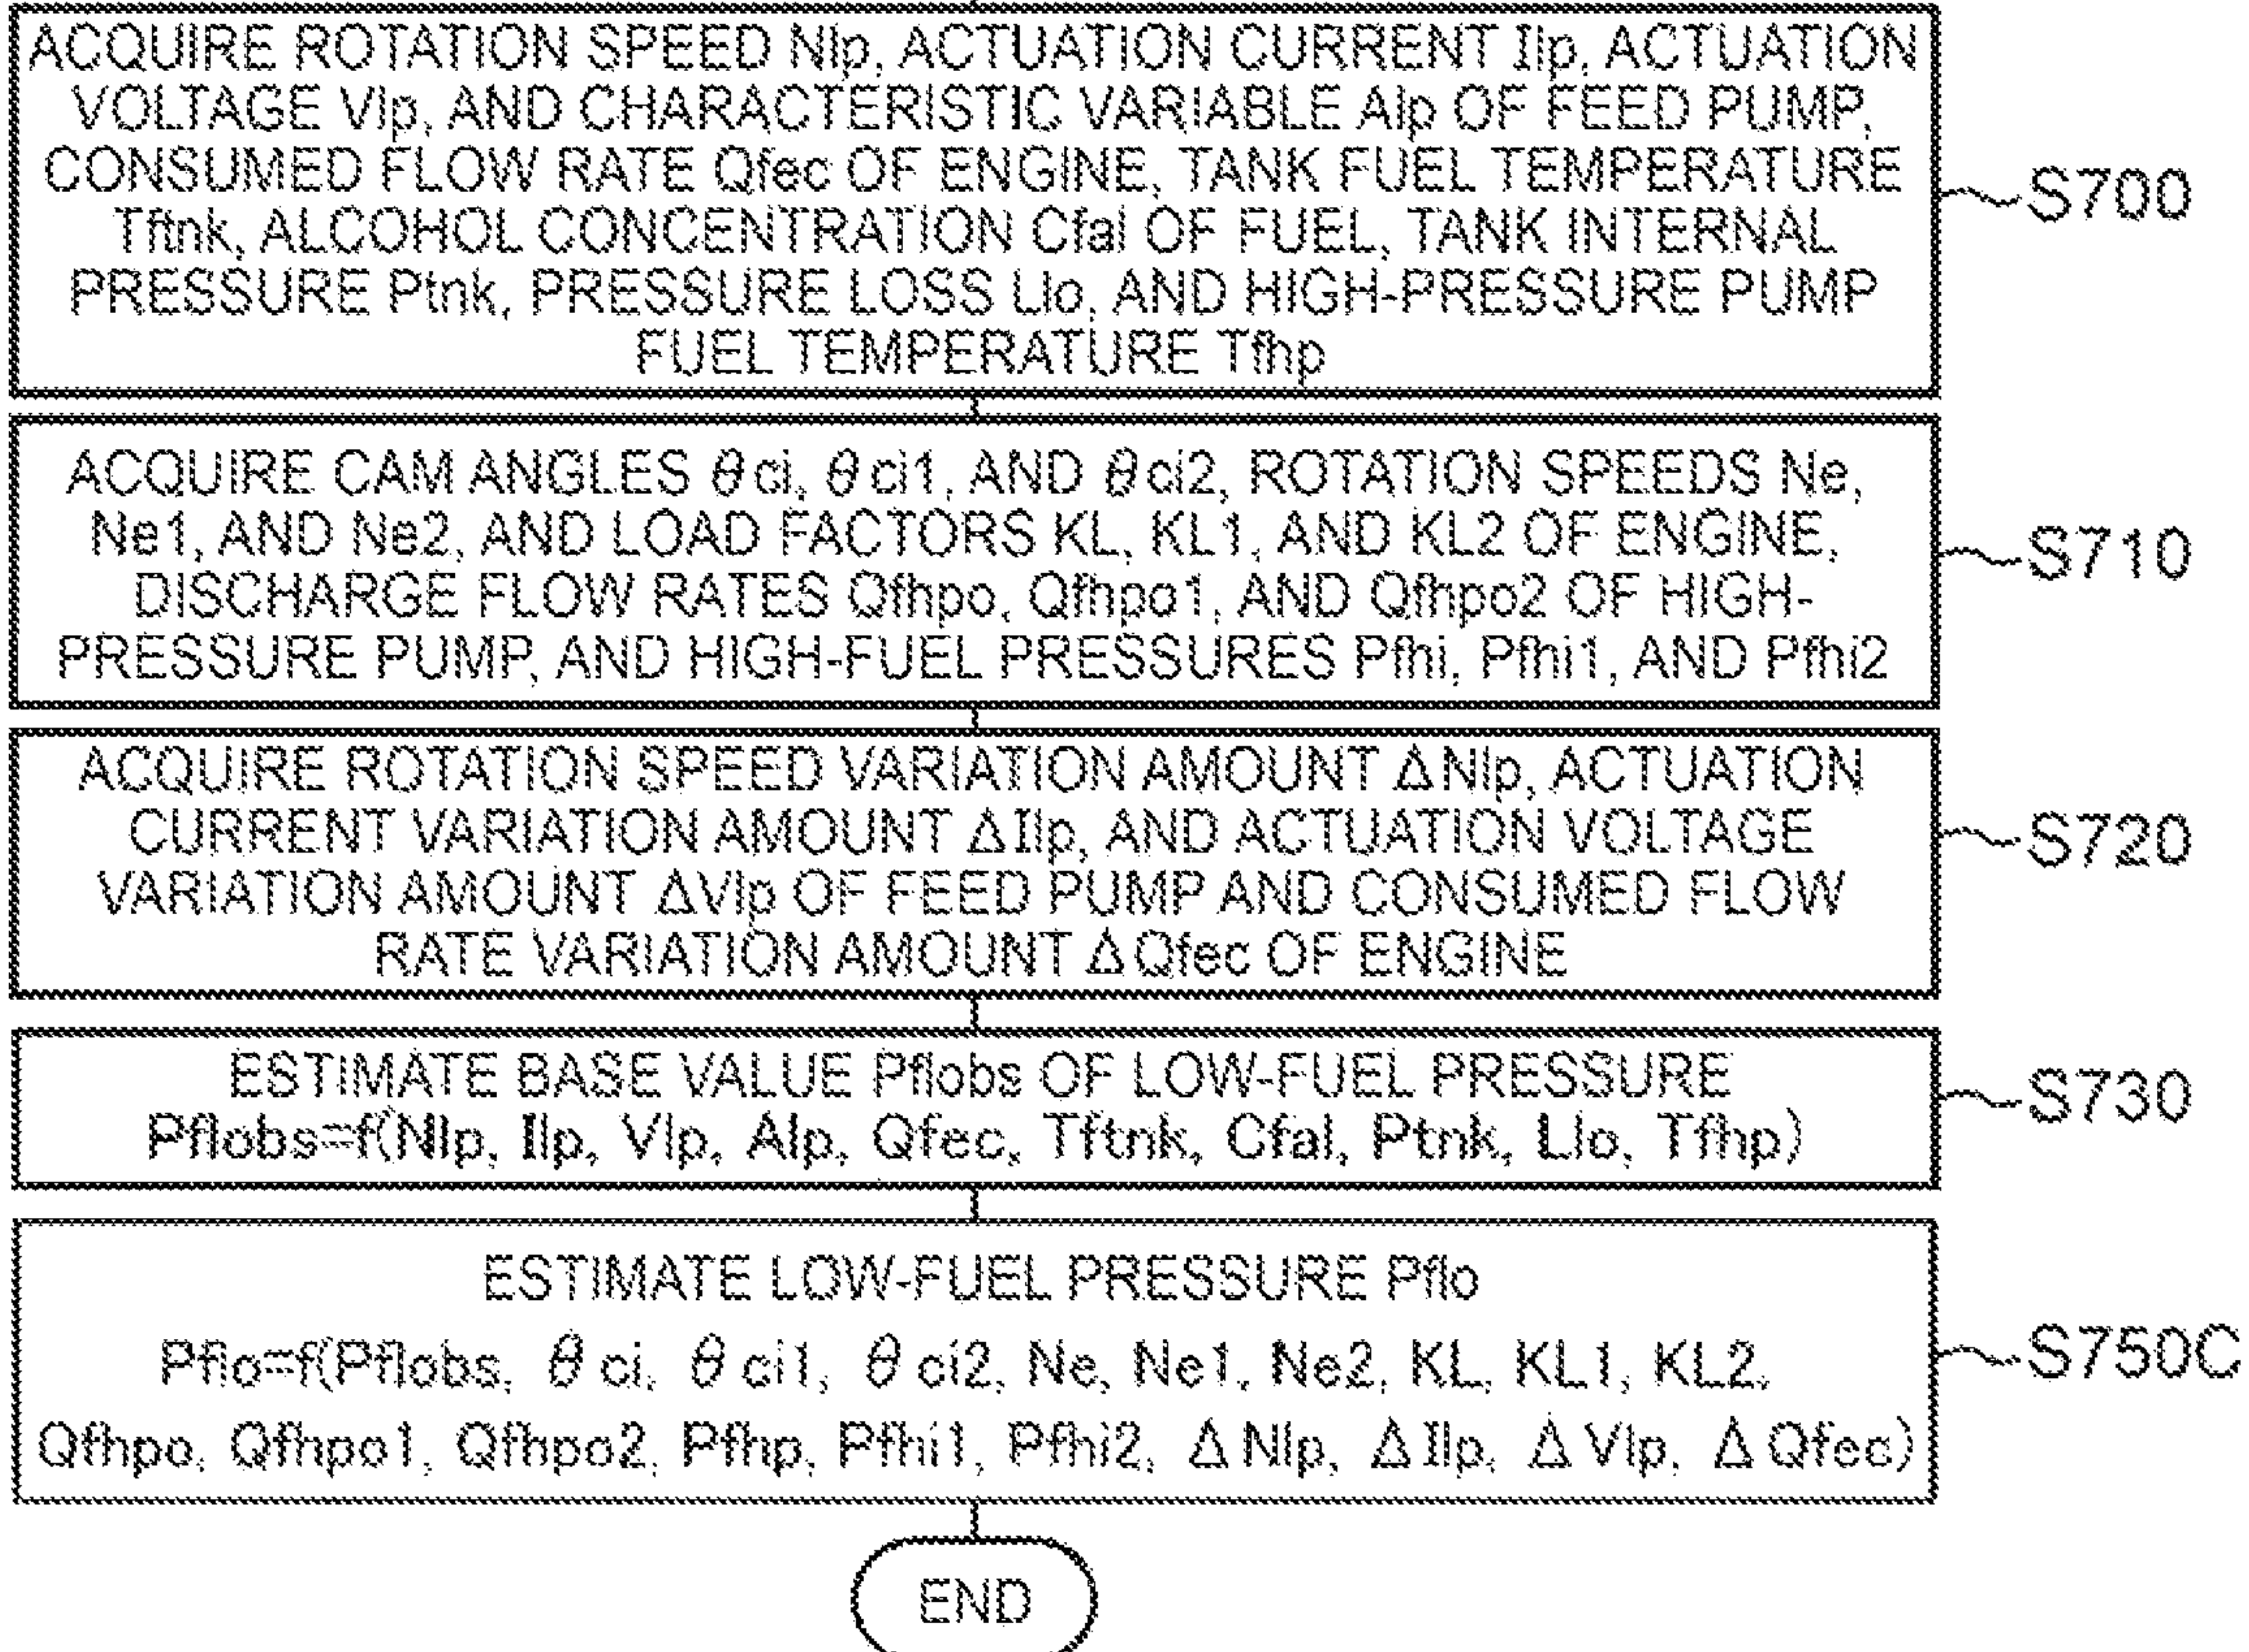 ACQUIRE ROTATION SPEED Nlp, ACTUATION CURRENT Ilp, ACTUATION
VOLTAGE Vlp, AND CHARACTERISTIC VARIABLE Alp OF FEED PUMP,
CONSUMED FLOW RATE Qfec OF ENGINE, TANK FUEL TEMPERATURE
Tftnk, ALCOHOL CONCENTRATION Cfal OF FUEL, TANK INTERNAL
PRESSURE Ptnk, PRESSURE LOSS Llo, AND HIGH-PRESSURE PUMP
FUEL TEMPERATURE Tfhp
S700
ACQUIRE CAM ANGLES θci, θci1, AND θci2, ROTATION SPEEDS Ne,
Ne1, AND Ne2, AND LOAD FACTORS KL, KL1, AND KL2 OF ENGINE,
DISCHARGE FLOW RATES Qfhpo, Qfhpo1, AND Qfhpo2 OF HIGH-
PRESSURE PUMP, AND HIGH-FUEL PRESSURES Pfhi, Pfhi1, AND Pfhi2
S710
ACQUIRE ROTATION SPEED VARIATION AMOUNT ΔNlp, ACTUATION
CURRENT VARIATION AMOUNT ΔIlp, AND ACTUATION VOLTAGE
VARIATION AMOUNT ΔVlp OF FEED PUMP AND CONSUMED FLOW
RATE VARIATION AMOUNT ΔQfec OF ENGINE
S720
ESTIMATE BASE VALUE Pflobs OF LOW-FUEL PRESSURE
Pflobs=f(Nlp, Ilp, Vlp, Alp, Qfec, Tftnk, Cfal, Ptnk, Llo, Tfhp)
S730
ESTIMATE LOW-FUEL PRESSURE Pflo
Pflo=f(Pflobs, θci, θci1, θci2, Ne, Ne1, Ne2, KL, KL1, KL2,
Qfhpo, Qfhpo1, Qfhpo2, Pfhp, Pfhi1, Pfhi2, ΔNlp, ΔIlp, ΔVlp, ΔQfec)
S750C
END